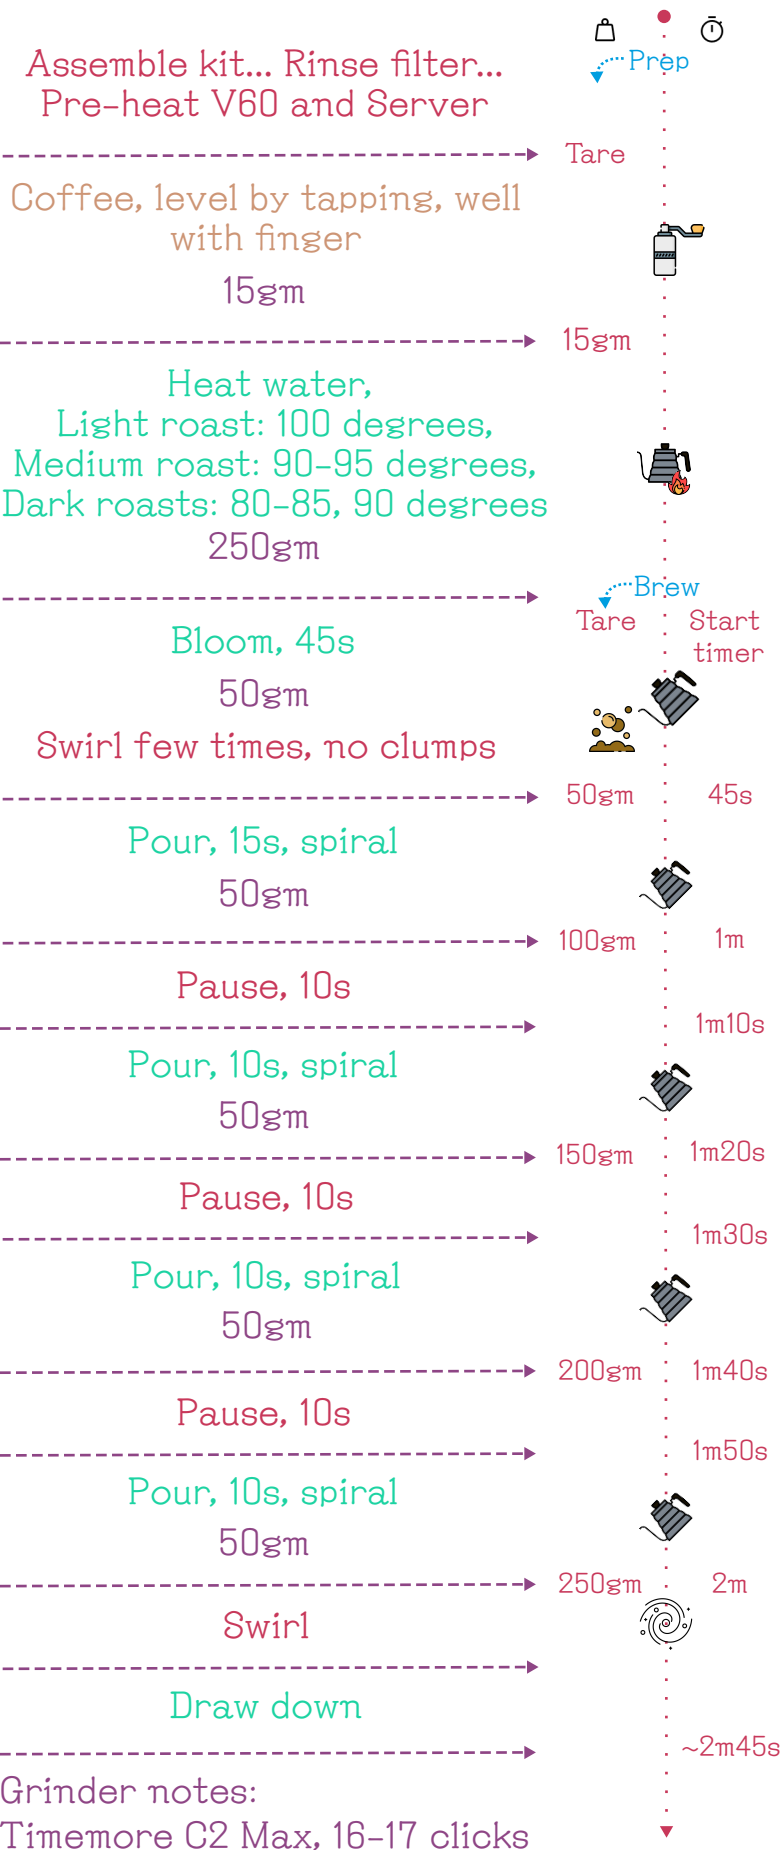 Prep
Assemble kit... Rinse filter...
Pre-heat V60 and Server
Tare
Coffee, level by tapping, well
with finger
15gm
15gm
Heat water,
Light roast: 100 degrees,
Medium roast: 90-95 degrees,
Dark roasts: 80-85, 90 degrees
250gm
Brew
Tare
Start
timer
Bloom, 45s
50gm
Swirl few times, no clumps
50gm 45s
Pour, 15s, spiral
50gm
100gm 1m
Pause, 10s
1m10s
Pour, 10s, spiral
50gm
150gm 1m20s
Pause, 10s
1m30s
Pour, 10s, spiral
50gm
200gm 1m40s
Pause, 10s
1m50s
Pour, 10s, spiral
50gm
250gm 2m
Swirl
Draw down
~2m45s
Grinder notes:
Timemore C2 Max, 16-17 clicks